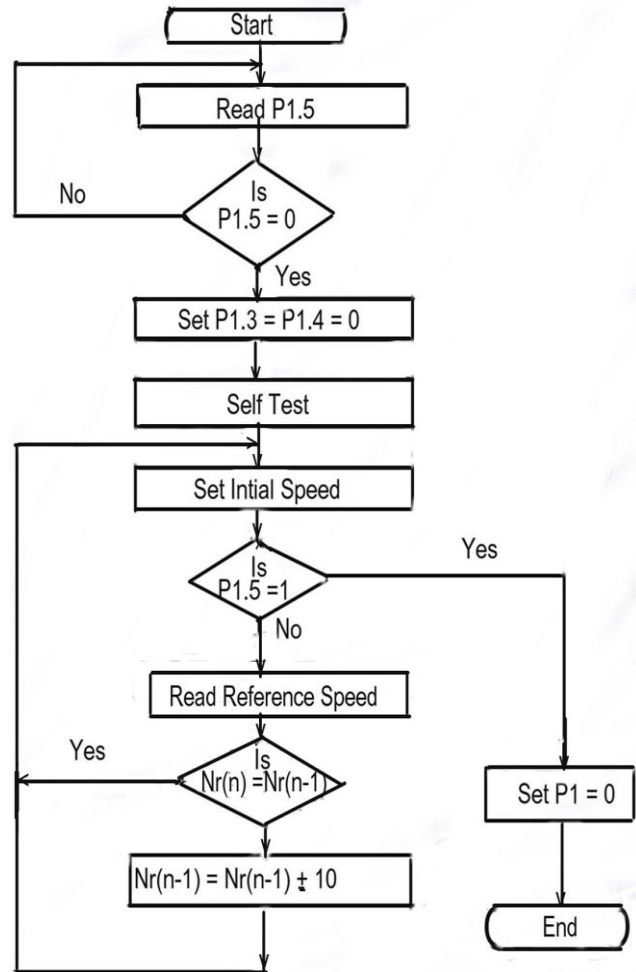 Start
Read P1.5
No
Is
P1.5 = 0
Yes
Set P1.3 = P1.4 = 0
Self Test
Set Intial Speed
Yes
Is
P1.5 =1
No
Read Reference Speed
Yes
Is
Nr(n) =Nr(n-1)
Set P1 = 0
Nr(n-1) = Nr(n-1) ± 10
End